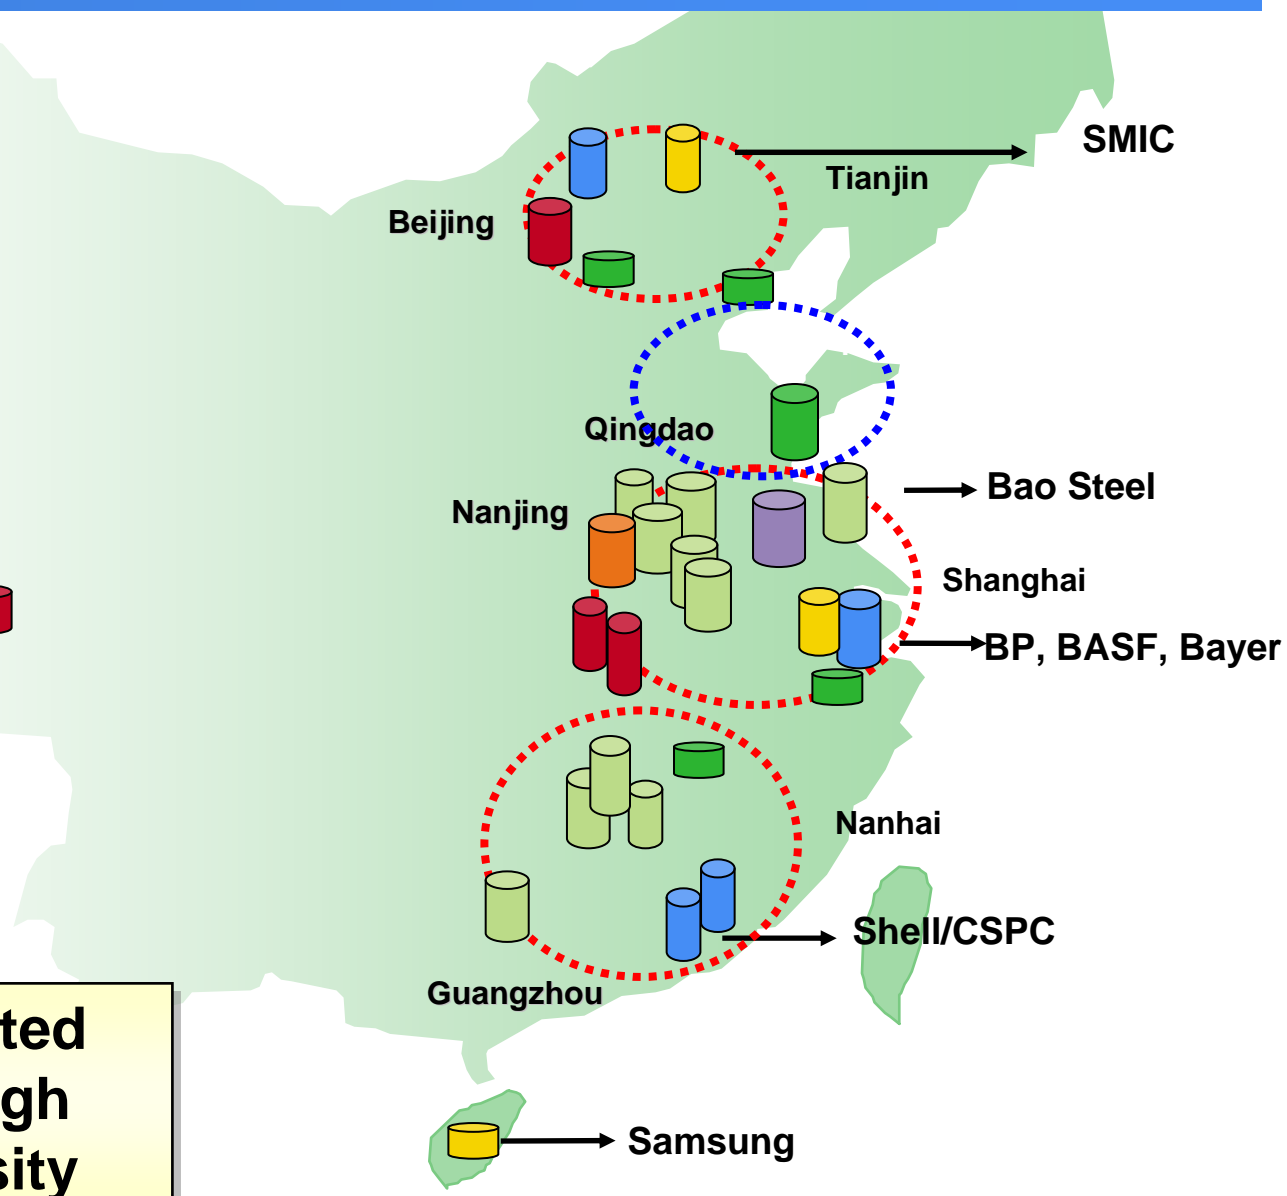 SMIC
Tianjin
Beijing
Qingdao
Bao Steel
Nanjing
Shanghai
BP, BASF, Bayer
Nanhai
Shell/CSPC
Guangzhou
ted
gh
sity
Samsung